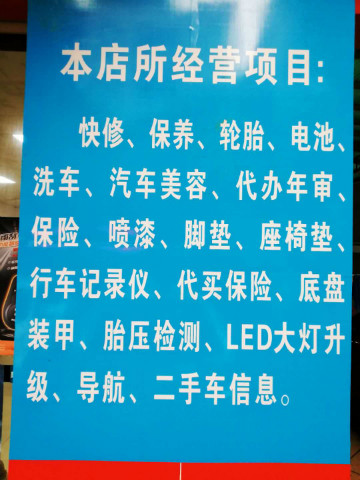 本店所经营项目:
快修、保养、轮胎、电池、
洗车、汽车美容、代办年审、
保险、喷漆、脚垫、座椅垫、
行车记录仪、代买保险、底盘
装甲、胎压检测、LED大灯升
级、导航、二手车信息。